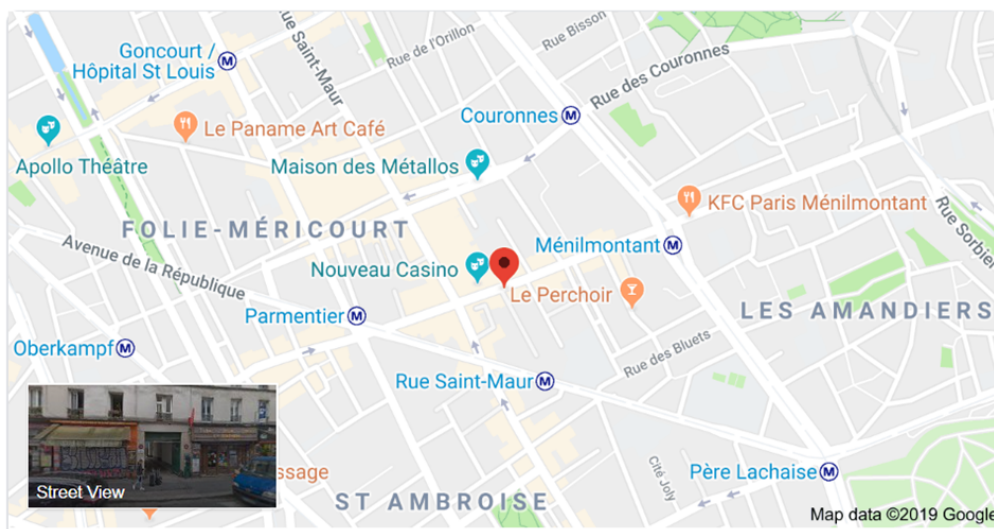 Goncourt /
Hôpital St Louis
Rue Saint-Maur
Rue de l'Orillon
Rue Bisson
Rue des Couronnes
Couronnes
Le Paname Art Café
Apollo Théâtre
Maison des Métallos
KFC Paris Ménilmontant
Rue Sorbier
FOLIE-MÉRICOURT
Avenue de la République
Ménilmontant
Nouveau Casino
Le Perchoir
LES AMANDIERS
Parmentier
Oberkampf
Rue des Bluets
Rue Saint-Maur
Père Lachaise
Cité Joly
ssage
Street View
ST AMBROISE
Map data ©2019 Google